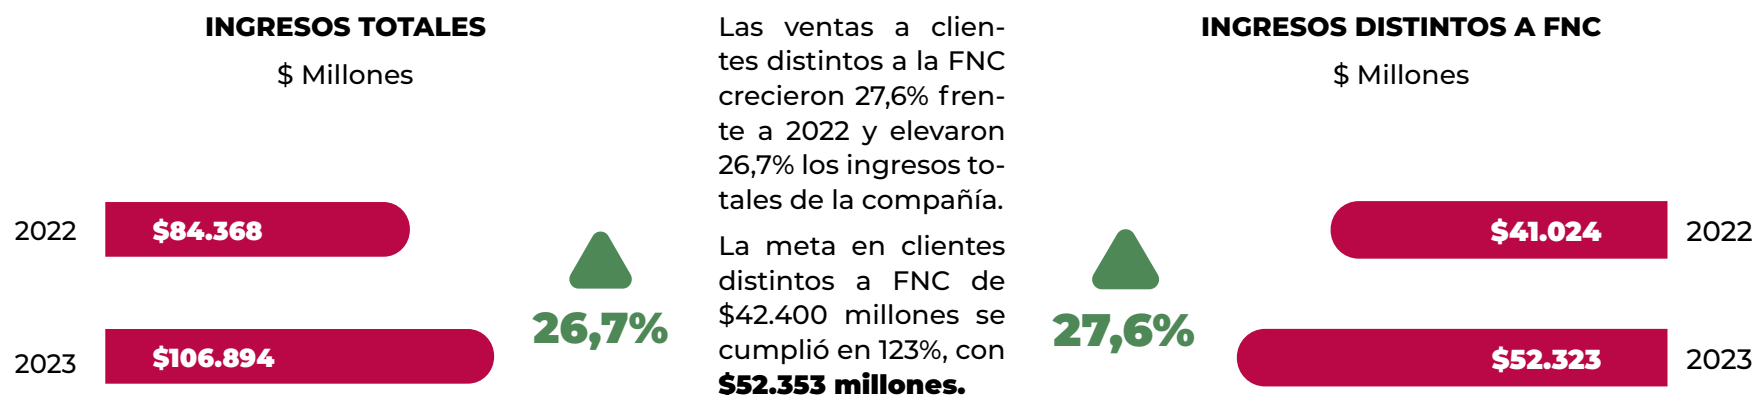 INGRESOS TOTALES
$ Millones
2022
$84.368
2023
$106.894
26,7%
Las ventas a clien-
tes distintos a la FNC
crecieron 27,6% fren-
te a 2022 y elevaron
26,7% los ingresos to-
tales de la compañía.
La meta en clientes
distintos a FNC de
$42.400 millones se
cumplió en 123%, con
$52.353 millones.
INGRESOS DISTINTOS A FNC
$ Millones
27,6%
$41.024
2022
$52.323
2023